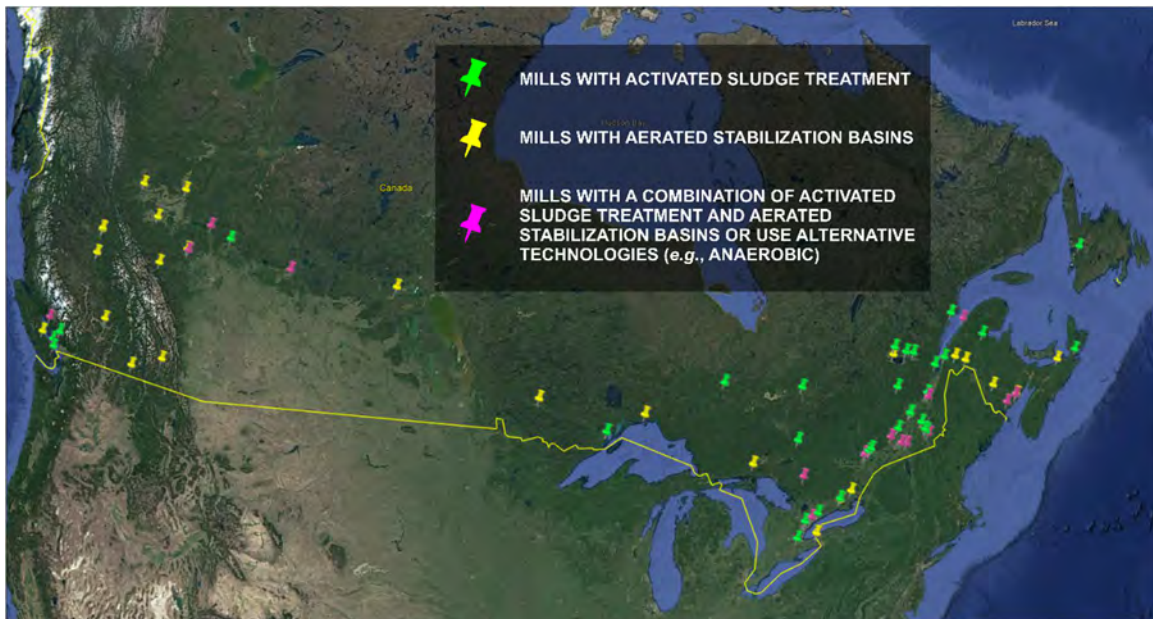 Labrador Sea
MILLS WITH ACTIVATED SLUDGE TREATMENT
MILLS WITH AERATED STABILIZATION BASINS
Canada
MILLS WITH A COMBINATION OF ACTIVATED
SLUDGE TREATMENT AND AERATED
STABILIZATION BASINS OR USE ALTERNATIVE
TECHNOLOGIES (e.g., ANAEROBIC)